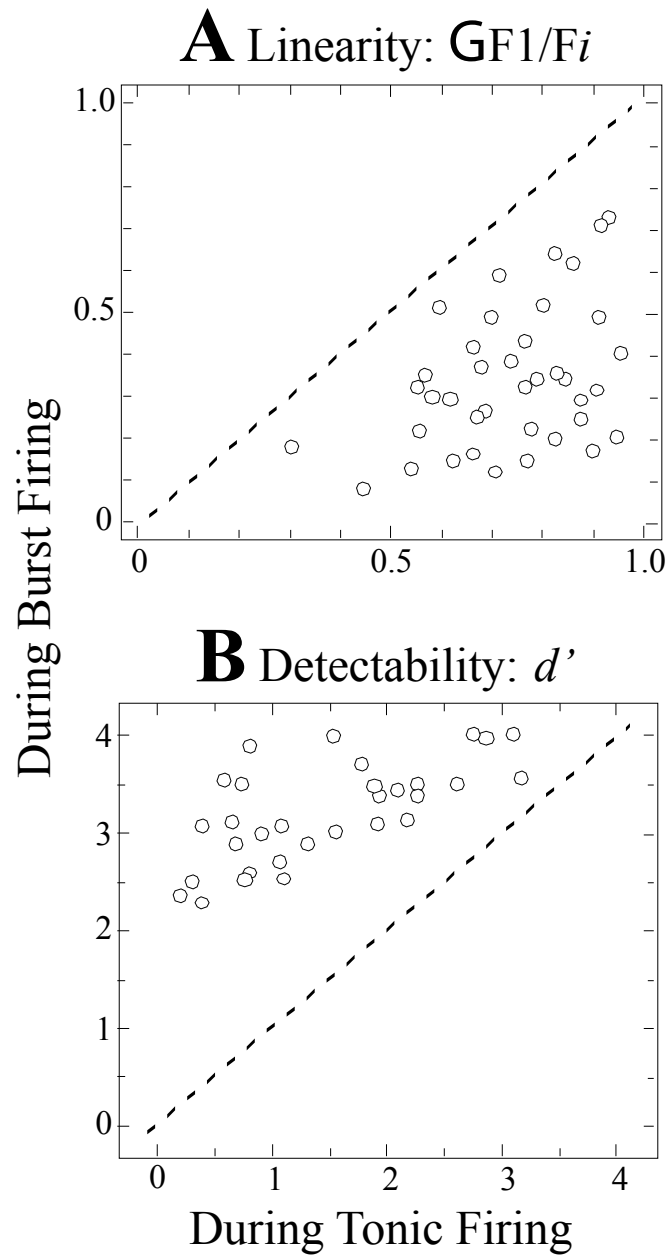 A Linearity: GF1/Fi
1.0
0.5
0
0 0.5 1.0
During Burst Firing
B Detectability: d’
4
3
2
1
0
0 1 2 3 4
During Tonic Firing